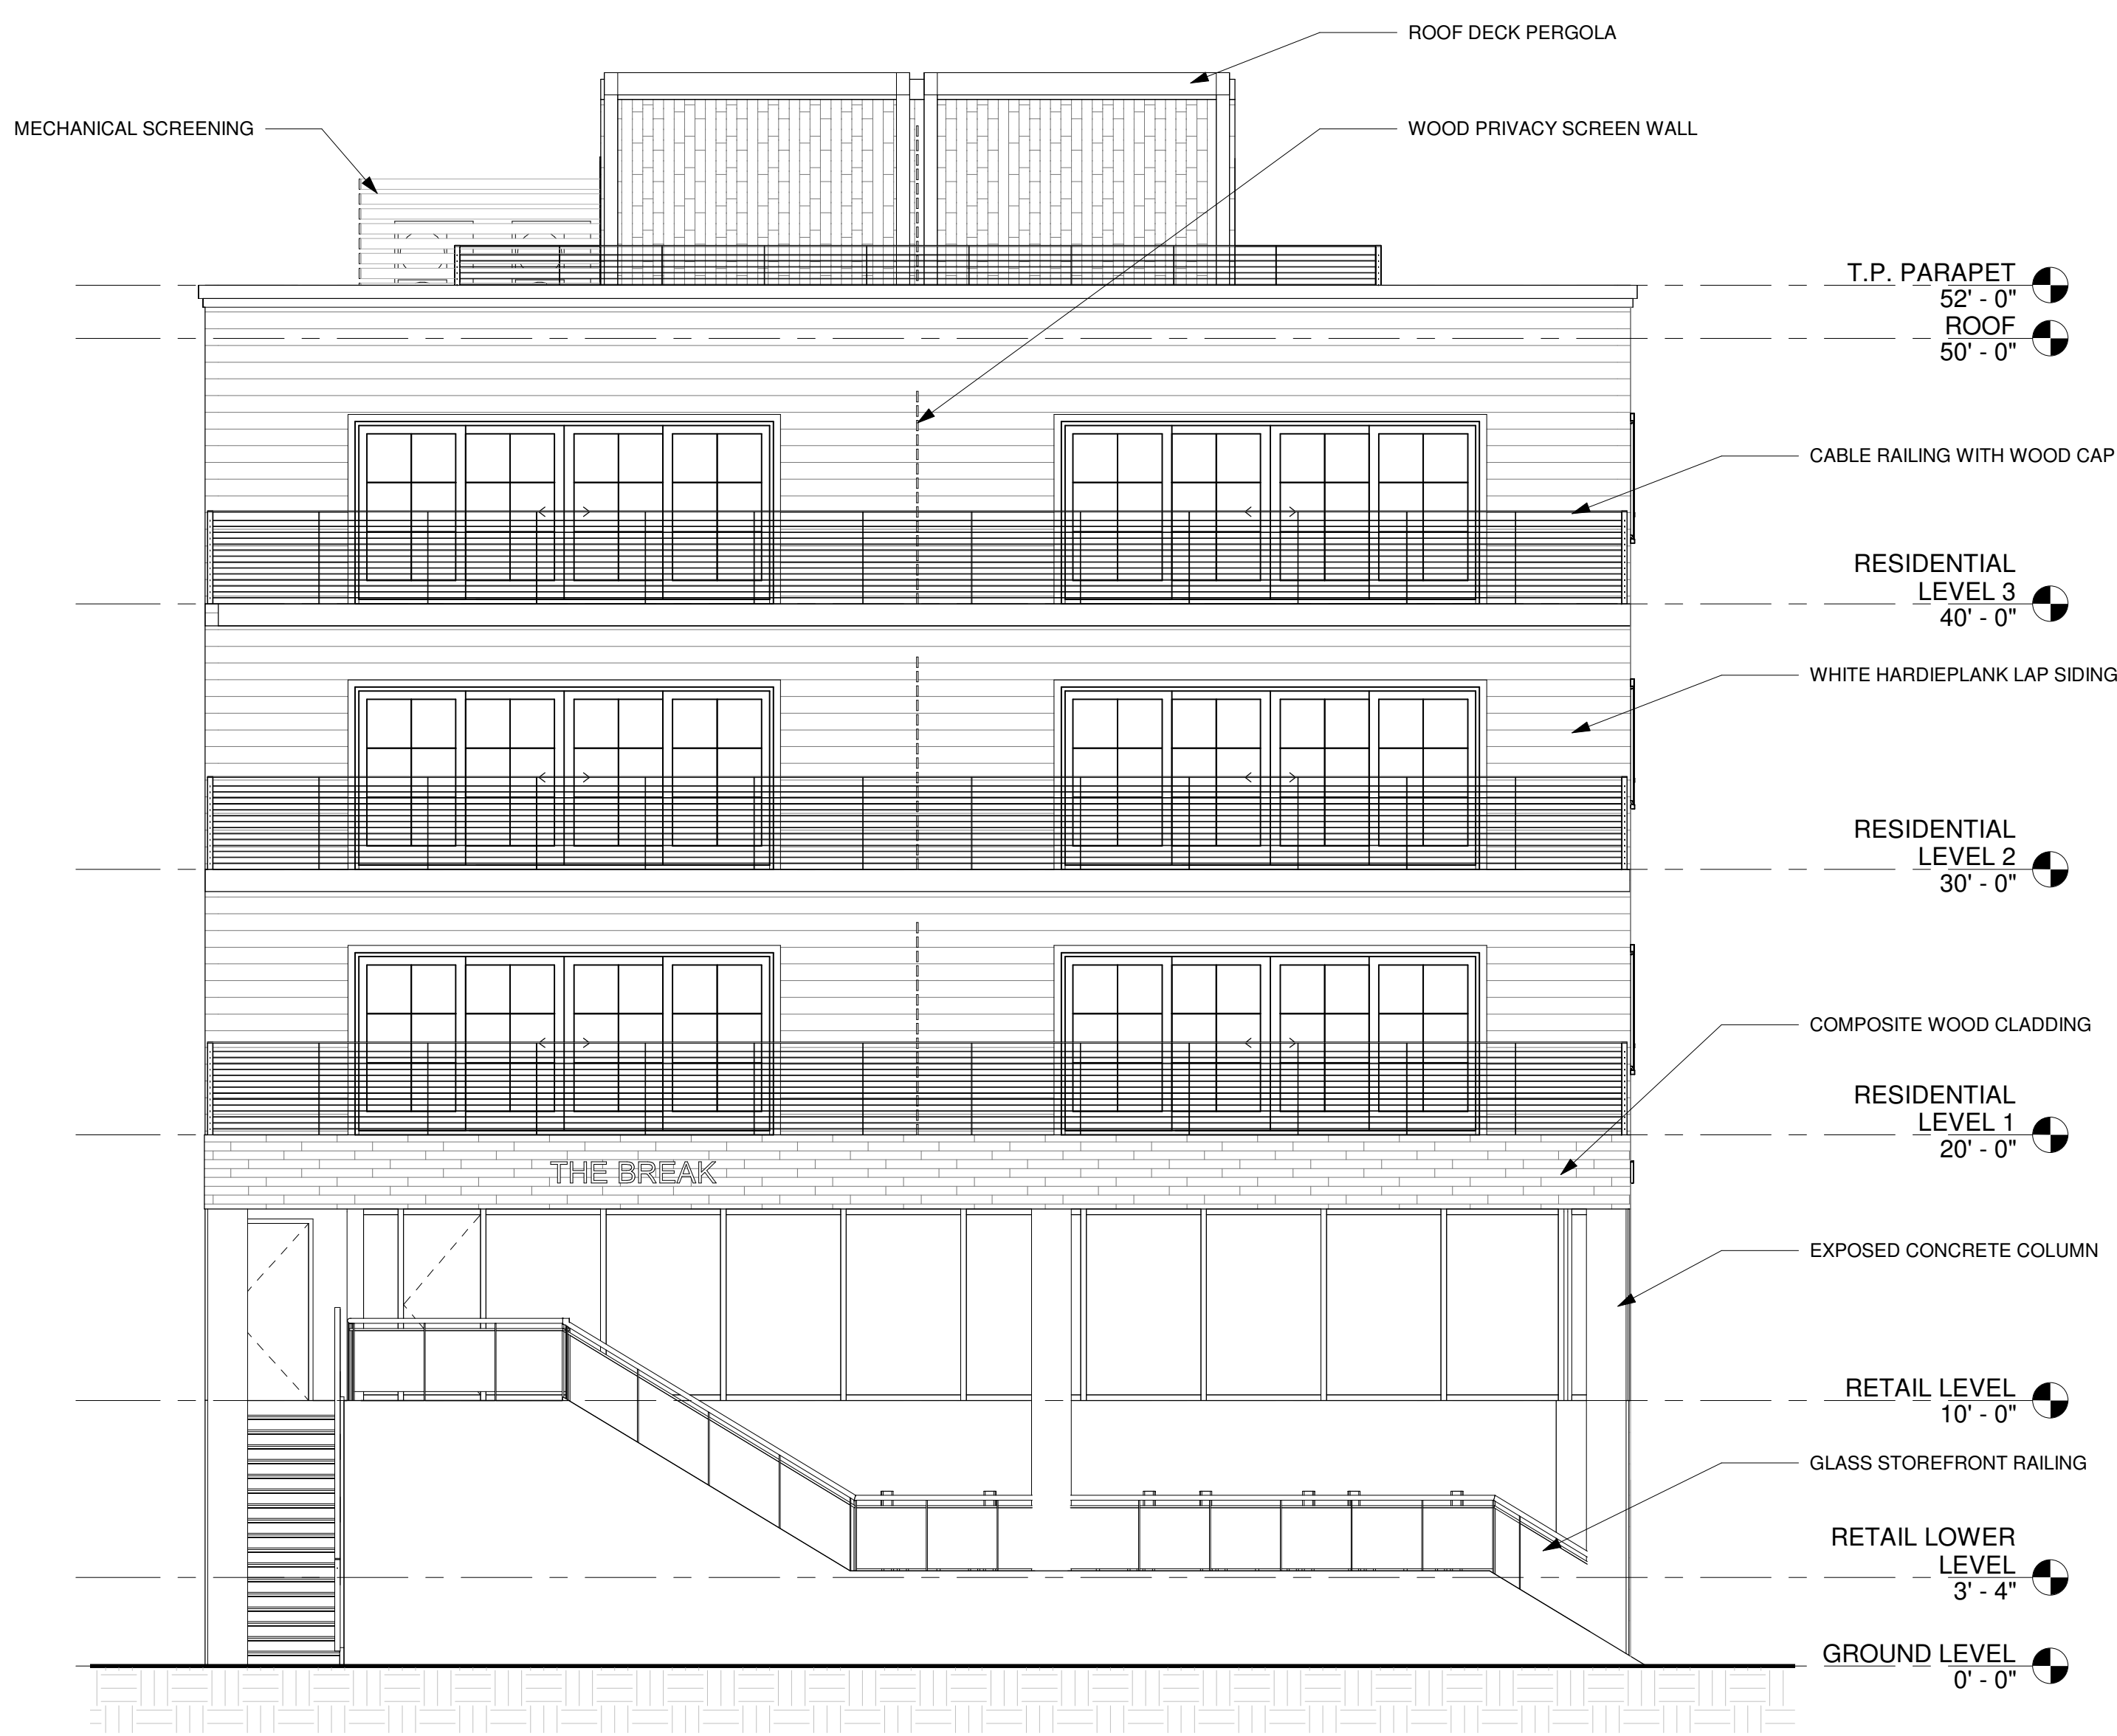 ROOF DECK PERGOLA
MECHANICAL SCREENING
WOOD PRIVACY SCREEN WALL
T.P. PARAPET
52' - 0"
ROOF
50' - 0"
CABLE RAILING WITH WOOD CAP
RESIDENTIAL
LEVEL 3
40' - 0"
WHITE HARDIEPLANK LAP SIDING
RESIDENTIAL
LEVEL 2
30' - 0"
COMPOSITE WOOD CLADDING
RESIDENTIAL
LEVEL 1
20' - 0"
THE BREAK
EXPOSED CONCRETE COLUMN
RETAIL LEVEL
10' - 0"
GLASS STOREFRONT RAILING
RETAIL LOWER
LEVEL
3' - 4"
GROUND LEVEL
0' - 0"